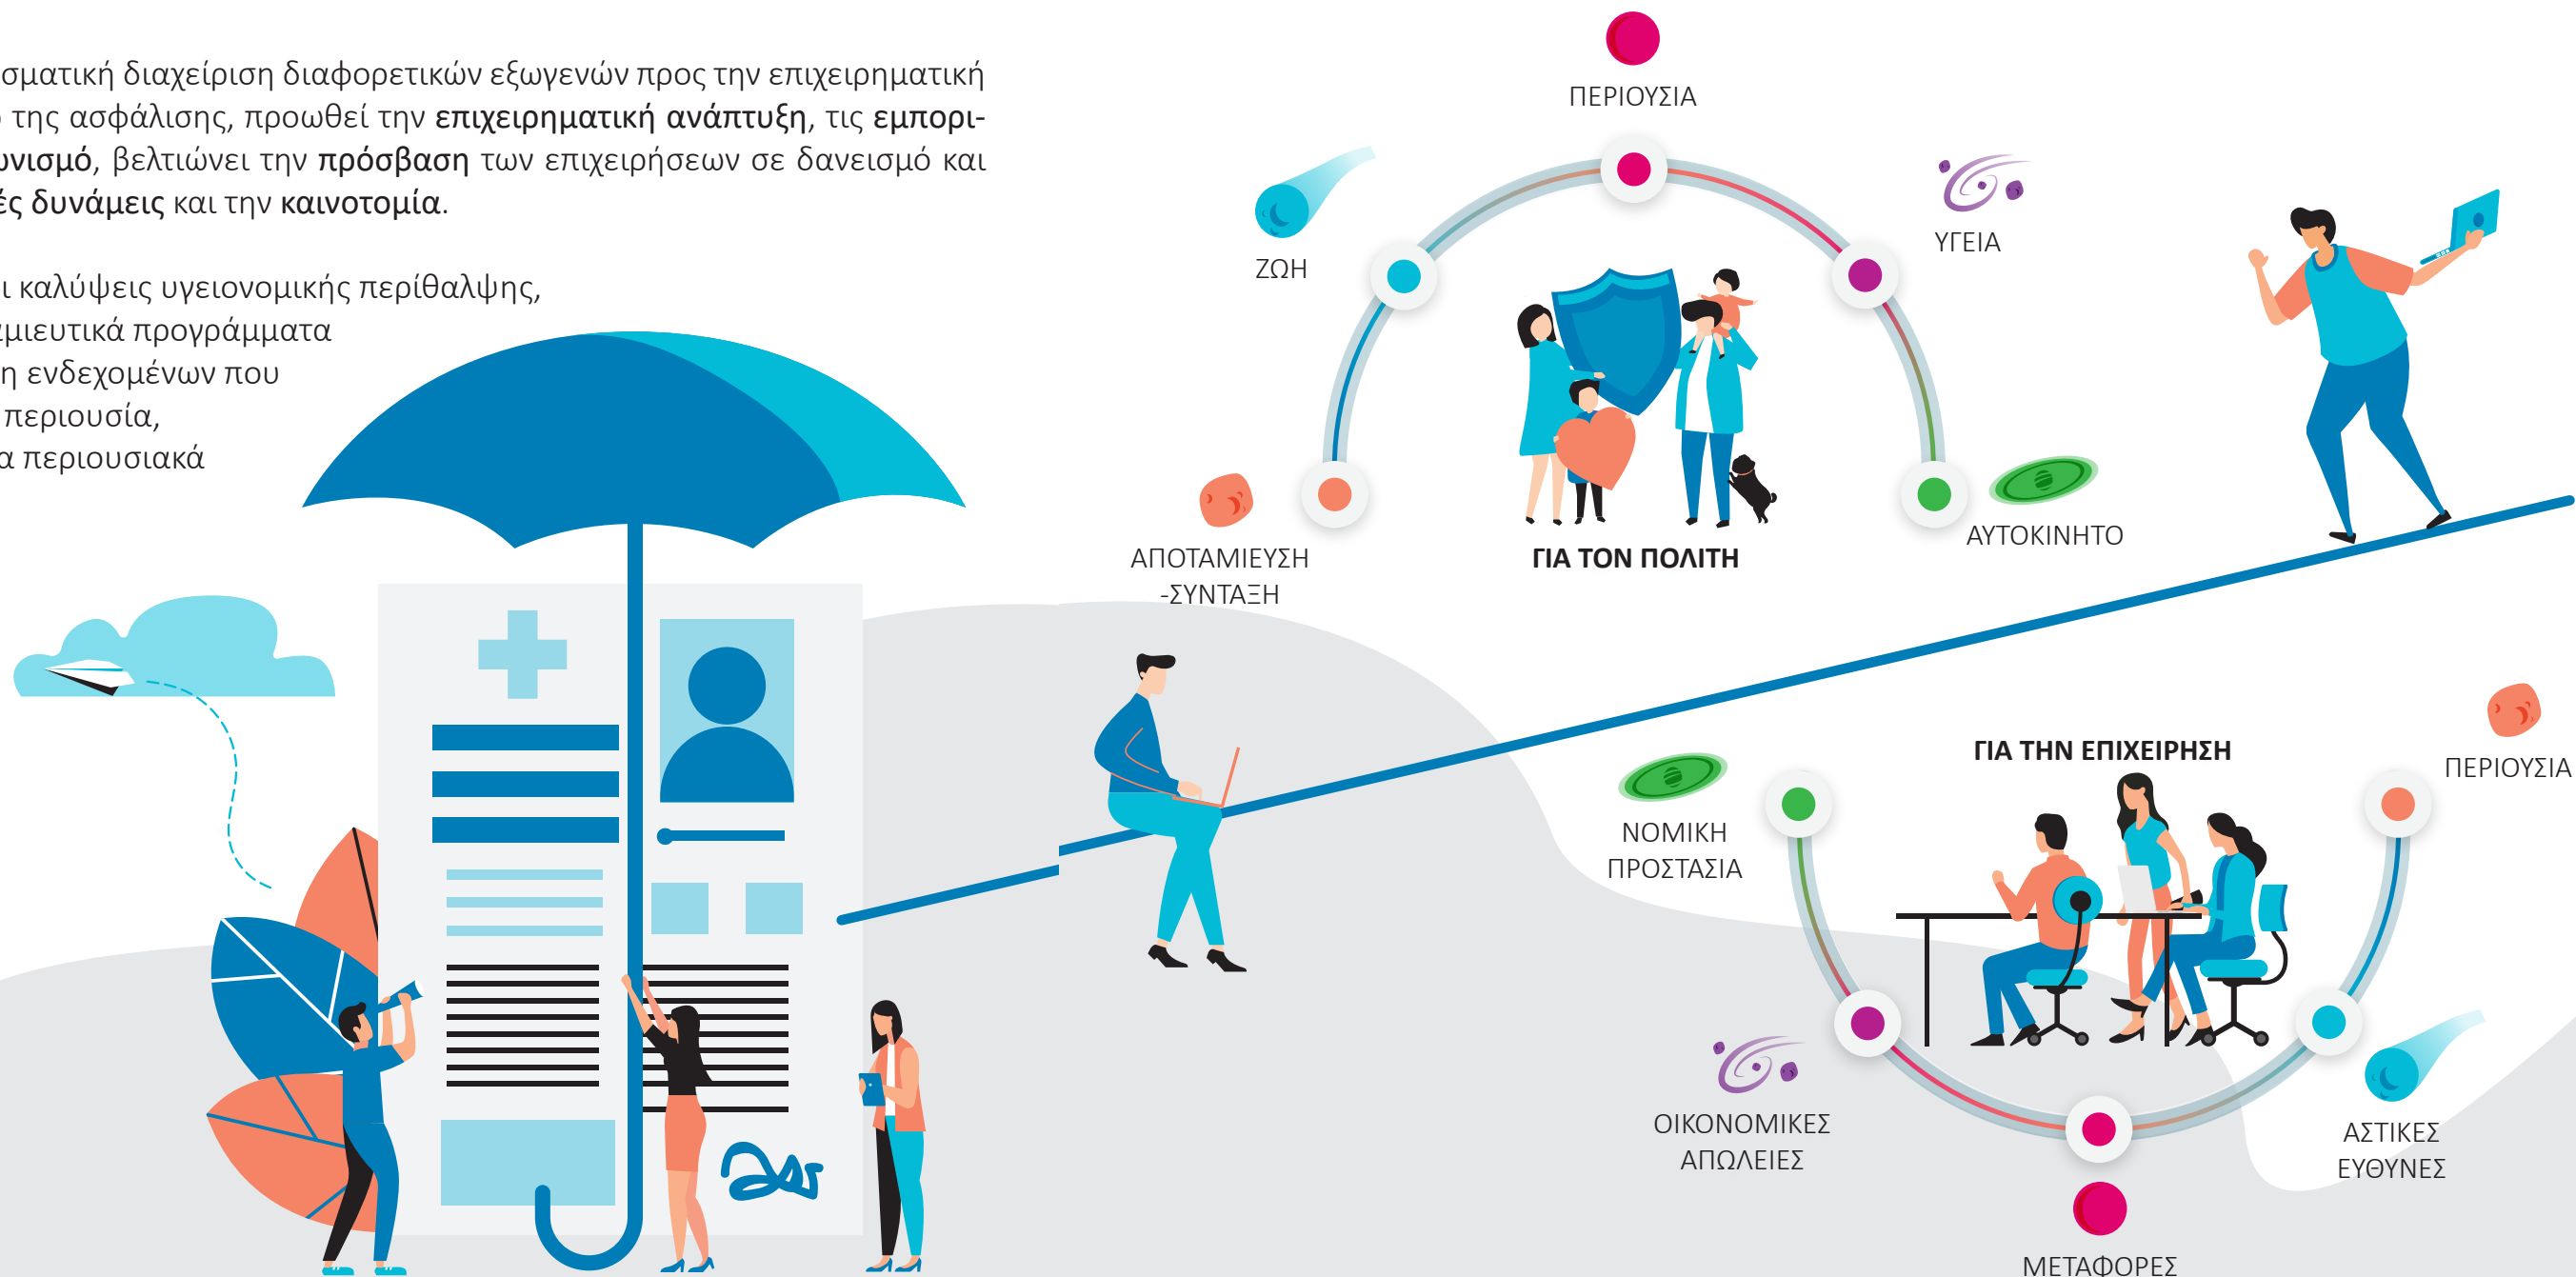 σματική διαχείριση διαφορετικών εξωγενών προς την επιχειρηματική
της ασφάλισης, προωθεί την επιχειρηματική ανάπτυξη, τις εμπορι-
ωνισμό, βελτιώνει την πρόσβαση των επιχειρήσεων σε δανεισμό και
ές δυνάμεις και την καινοτομία.
ι καλύψεις υγειονομικής περίθαλψης,
αμιευτικά προγράμματα
η ενδεχομένων που
περιουσία,
α περιουσιακά
ΠΕΡΙΟΥΣΙΑ
ΖΩΗ
ΥΓΕΙΑ
ΑΠΟΤΑΜΙΕΥΣΗ
-ΣΥΝΤΑΞΗ
ΓΙΑ ΤΟΝ ΠΟΛΙΤΗ
ΑΥΤΟΚΙΝΗΤΟ
ΓΙΑ ΤΗΝ ΕΠΙΧΕΙΡΗΣΗ
ΠΕΡΙΟΥΣΙΑ
ΝΟΜΙΚΗ
ΠΡΟΣΤΑΣΙΑ
ΟΙΚΟΝΟΜΙΚΕΣ
ΑΠΩΛΕΙΕΣ
ΑΣΤΙΚΕΣ
ΕΥΘΥΝΕΣ
ΜΕΤΑΦΟΡΕΣ